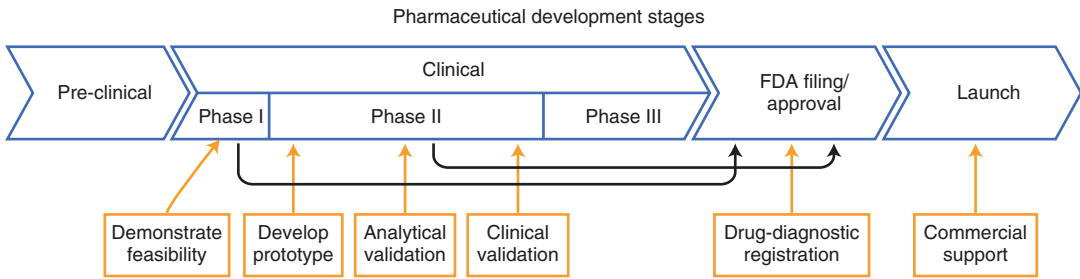 Pharmaceutical development stages
Pre-clinical
Clinical
FDA filing/
approval
Launch
Phase I
Phase II
Phase III
Demonstrate
feasibility
Develop
prototype
Analytical
validation
Clinical
validation
Drug-diagnostic
registration
Commercial
support